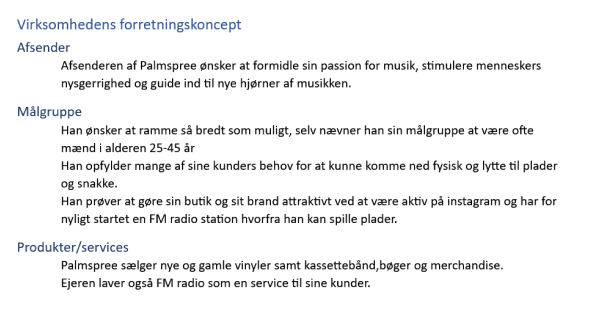 Virksomhedens forretningskoncept
Afsender
Afsenderen af Palmspree ønsker at formidle sin passion for musik, stimulere menneskers
nysgerrighed og guide ind til nye hjørner af musikken.
Målgruppe
Han ønsker at ramme så bredt som muligt, selv nævner han sin målgruppe at være ofte
mænd i alderen 25-45 år
Han opfylder mange af sine kunders behov for at kunne komme ned fysisk og lytte til plader
og snakke.
Han prøver at gøre sin butik og sit brand attraktivt ved at være aktiv på instagram og har for
nyligt startet en FM radio station hvorfra han kan spille plader.
Produkter/services
Palmspree sælger nye og gamle vinyler samt kassettebånd,bøger og merchandise.
Ejeren laver også FM radio som en service til sine kunder.